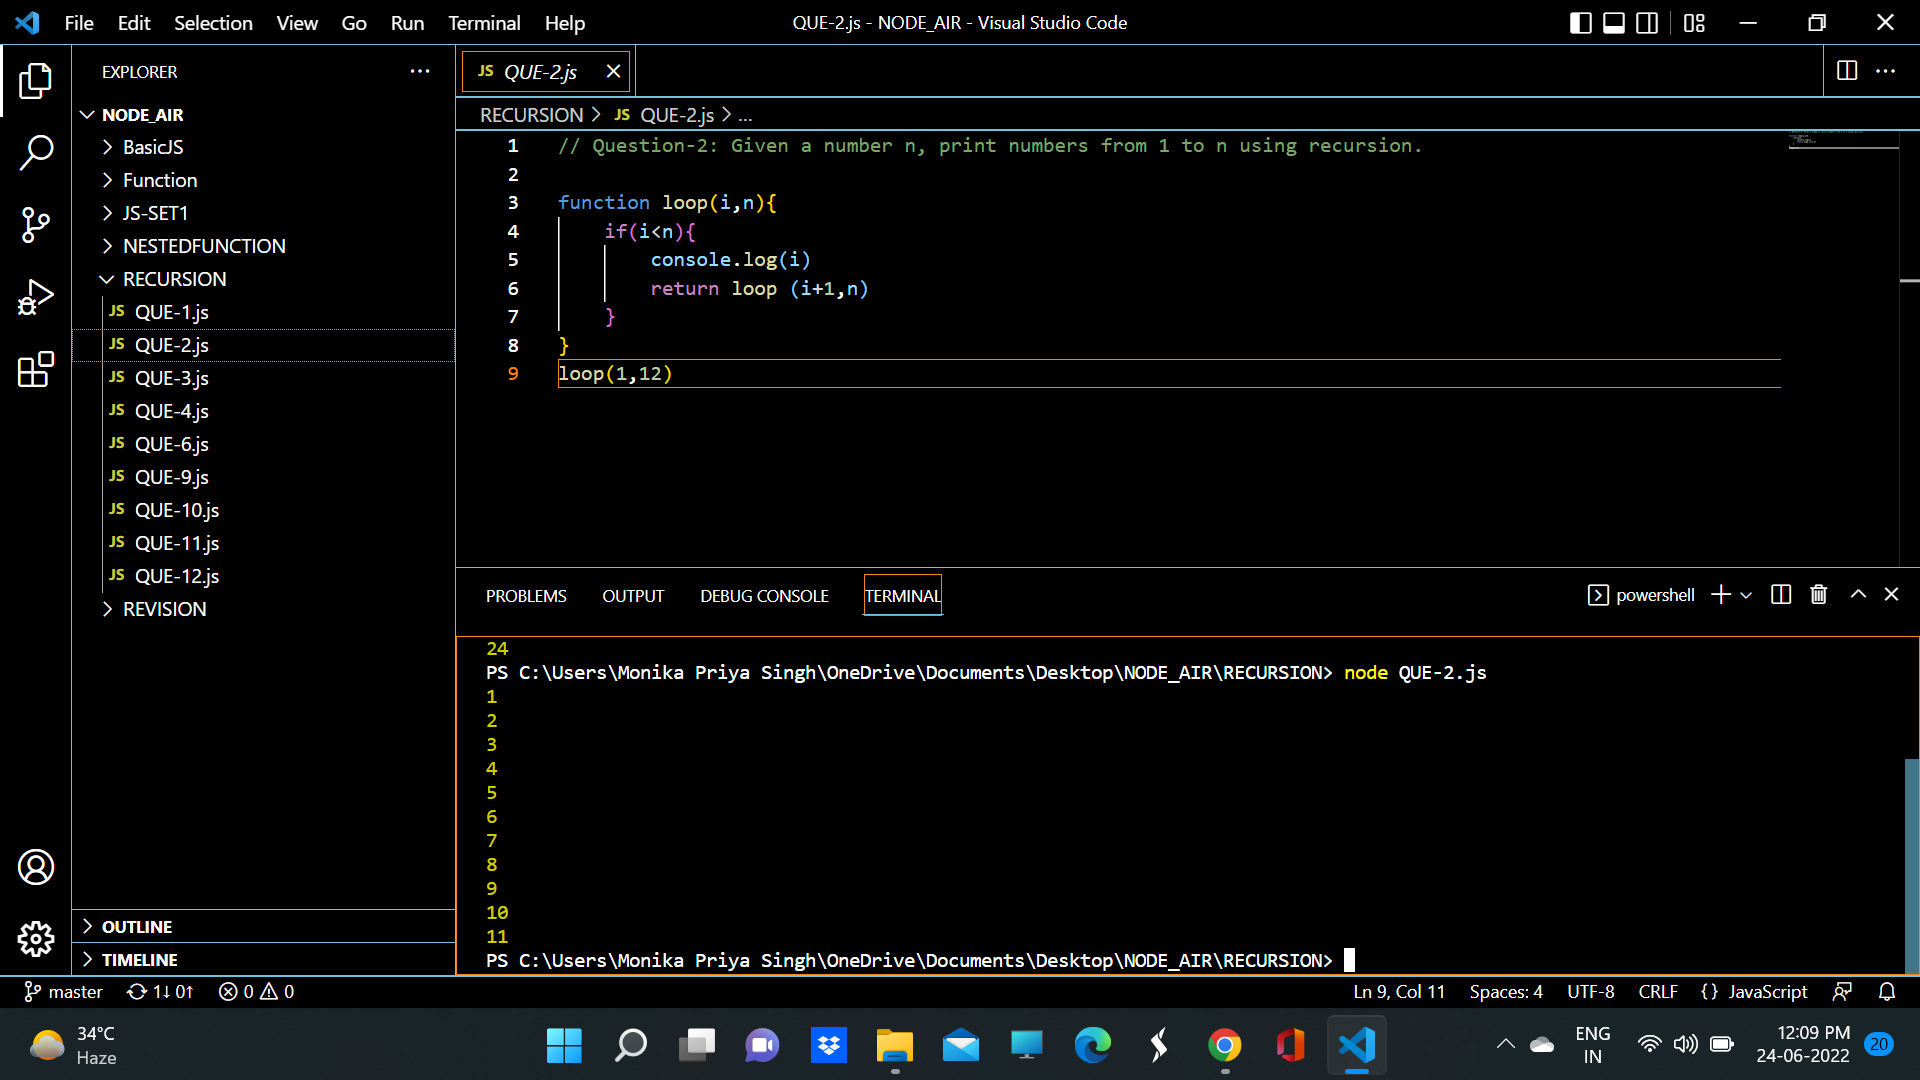 File Edit Selection View Go Run Terminal Help
QUE-2.js - NODE_AIR - Visual Studio Code
EXPLORER
NODE_AIR
BasicJS
Function
JS-SET1
NESTEDFUNCTION
RECURSION
JS QUE-1.js
JS QUE-2.js
JS QUE-3.js
JS QUE-4.js
JS QUE-6.js
JS QUE-9.js
JS QUE-10.js
JS QUE-11.js
JS QUE-12.js
REVISION
OUTLINE
TIMELINE
JS QUE-2.js
RECURSION > JS QUE-2.js > ...
1 // Question-2: Given a number n, print numbers from 1 to n using recursion.
2
3 function loop(i,n){
4 if(i<n){
5 console.log(i)
6 return loop (i+1,n)
7 }
8 }
9 loop(1,12)
PROBLEMS OUTPUT DEBUG CONSOLE TERMINAL
powershell
24
PS C:\Users\Monika Priya Singh\OneDrive\Documents\Desktop\NODE_AIR\RECURSION> node QUE-2.js
1
2
3
4
5
6
7
8
9
10
11
PS C:\Users\Monika Priya Singh\OneDrive\Documents\Desktop\NODE_AIR\RECURSION>
master 1↓ 0↑ 0 0
Ln 9, Col 11 Spaces: 4 UTF-8 CRLF {} JavaScript
34°C
Haze
ENG
IN
12:09 PM
24-06-2022
20